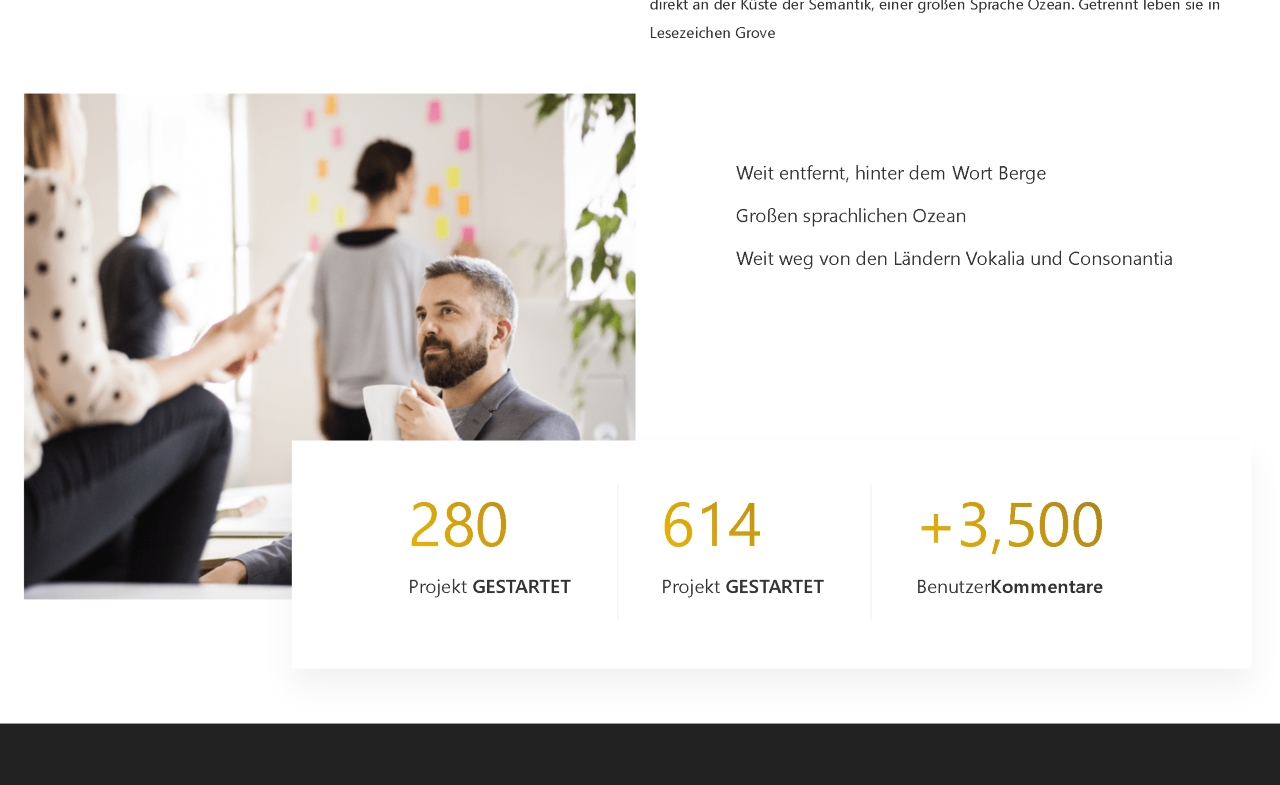 direkt an der Küste der Semantik, einer großen Sprache Ozean. Getrennt leben sie in
Lesezeichen Grove
Weit entfernt, hinter dem Wort Berge
Großen sprachlichen Ozean
Weit weg von den Ländern Vokalia und Consonantia
280
614
+3,500
Projekt GESTARTET
Projekt GESTARTET
BenutzerKommentare